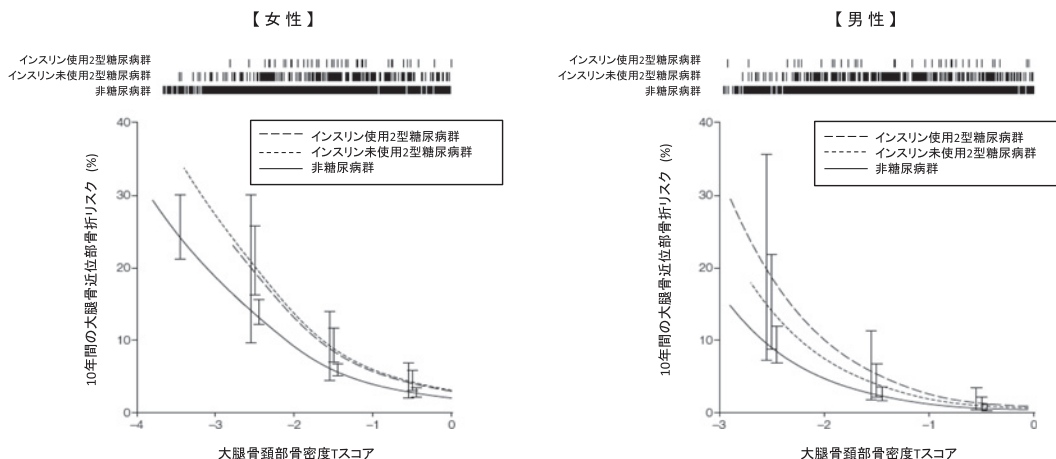 【 女 性 】
インスリン使用2型糖尿病群
インスリン未使用2型糖尿病群
非糖尿病群
40
30
20
10
0
10年間の大腿骨近位部骨折リスク (%)
インスリン使用2型糖尿病群
インスリン未使用2型糖尿病群
非糖尿病群
−4
−3
−2
−1
0
大腿骨頚部骨密度Tスコア
【 男 性 】
インスリン使用2型糖尿病群
インスリン未使用2型糖尿病群
非糖尿病群
40
30
20
10
0
10年間の大腿骨近位部骨折リスク (%)
インスリン使用2型糖尿病群
インスリン未使用2型糖尿病群
非糖尿病群
−3
−2
−1
0
大腿骨頚部骨密度Tスコア